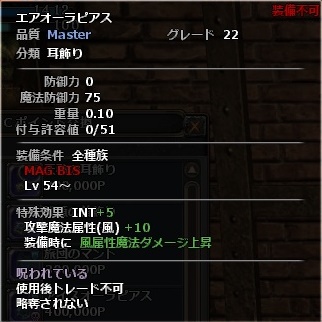 装備不可
エアオーラピアス
品質 Master グレード 22
分類 耳飾り
防御力 0
魔法防御力 75
重量 0.10
付与許容値 0/51
装備条件 全種族
MAG BIS
Lv 54～
特殊効果 INT+5
攻撃魔法属性(風) +10
装備時に 風属性魔法ダメージ上昇
呪われている
使用後トレード不可
略奪されない